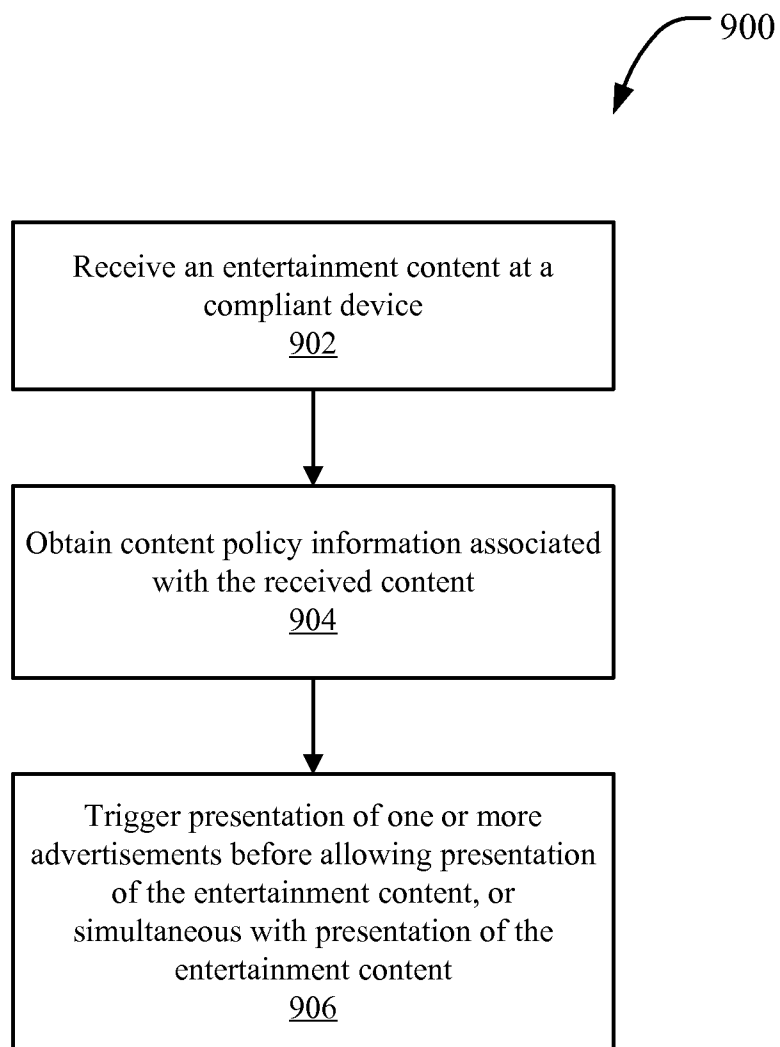 900
Receive an entertainment content at a
compliant device
902
Obtain content policy information associated
with the received content
904
Trigger presentation of one or more
advertisements before allowing presentation
of the entertainment content, or
simultaneous with presentation of the
entertainment content
906